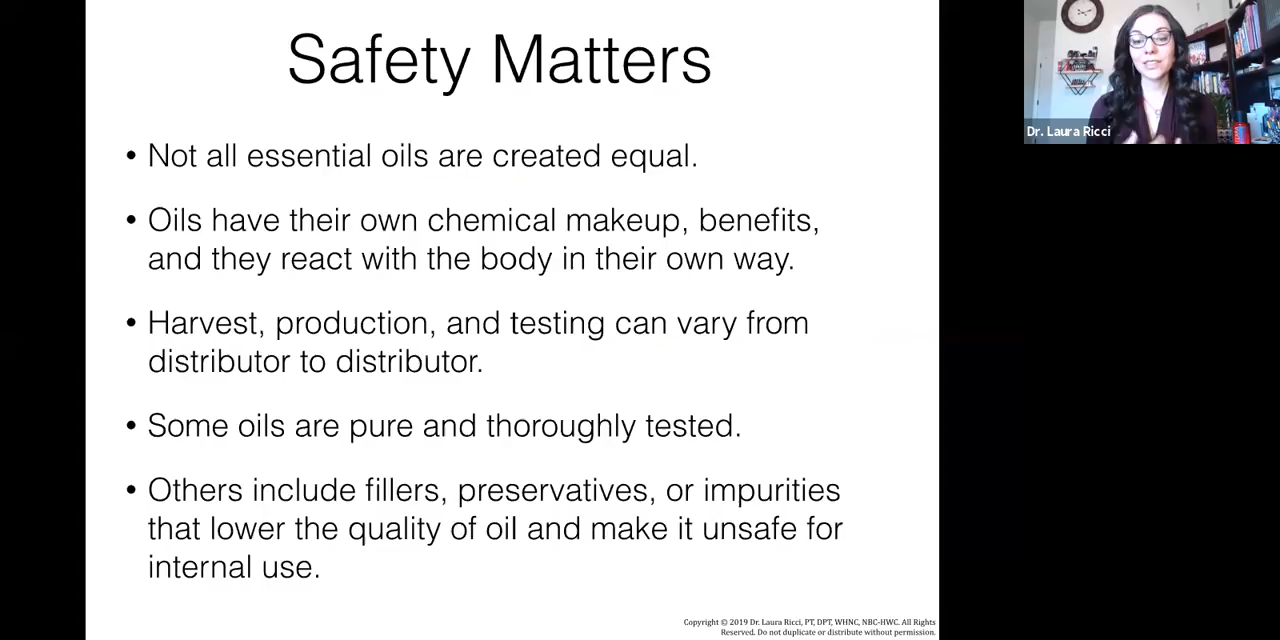 Safety Matters
• Not all essential oils are created equal.
• Oils have their own chemical makeup, benefits,
and they react with the body in their own way.
• Harvest, production, and testing can vary from
distributor to distributor.
• Some oils are pure and thoroughly tested.
• Others include fillers, preservatives, or impurities
that lower the quality of oil and make it unsafe for
internal use.
Copyright © 2019 Dr. Laura Ricci, PT, DPT, WHNC, NBC-HWC. All Rights
Reserved. Do not duplicate or distribute without permission.
Dr. Laura Ricci